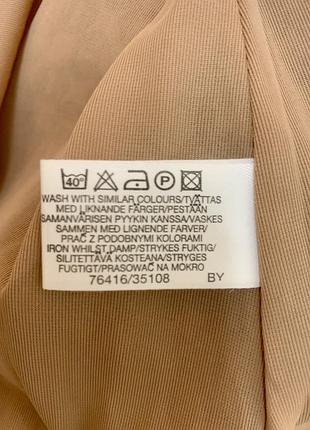 40° P
WASH WITH SIMILAR COLOURS/TVÄTTAS
MED LIKNANDE FÄRGER/PESTÄÄN
SAMANVÄRISEN PYYKIN KANSSA/VASKES
SAMMEN MED LIGNENDE FARVER/
PRAĆ Z PODOBNYMI KOLORAMI
IRON WHILST DAMP/STRYKES FUKTIG/
SILITETTÄVÄ KOSTEANA/STRYGES
FUGTIGT/PRASOWAĆ NA MOKRO
76416/35108 BY